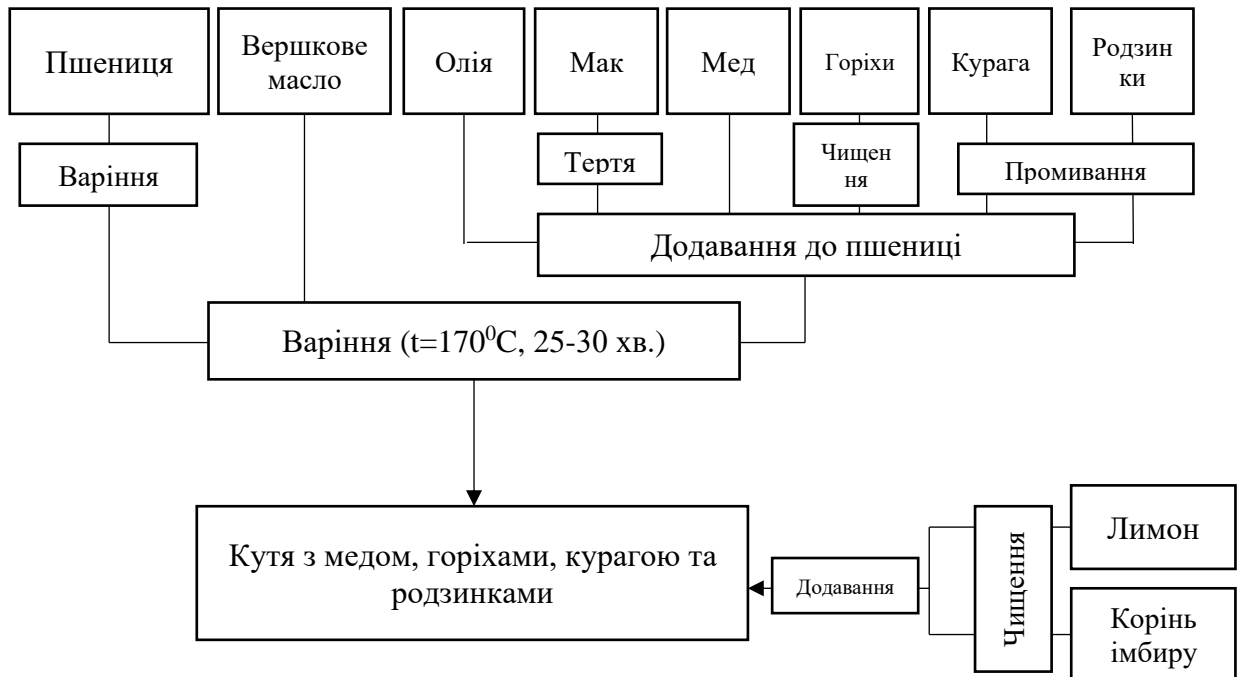 Пшениця
Вершкове
масло
Олія
Мак
Мед
Горіхи
Курага
Родзин
ки
Варіння
Тертя
Чищен
ня
Промивання
Додавання до пшениці
Варіння (t=170⁰С, 25-30 хв.)
Кутя з медом, горіхами, курагою та
родзинками
Додавання
Чищення
Лимон
Корінь
імбиру